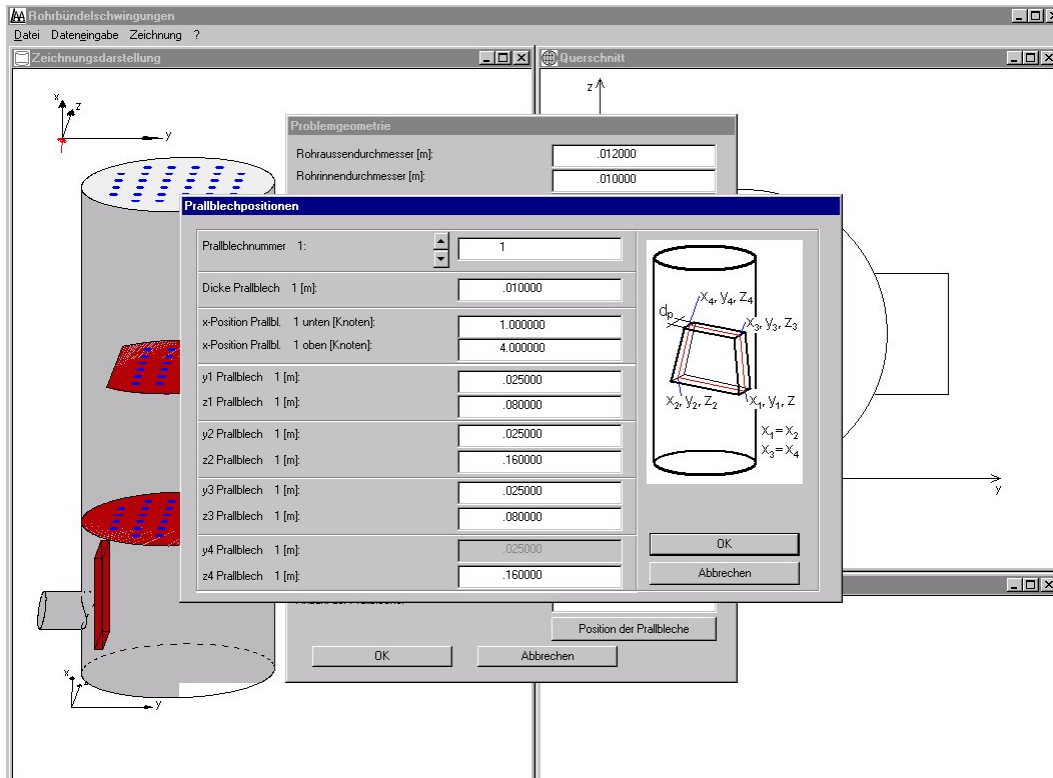 Rohrbündelschwingungen
Datei Dateneingabe Zeichnung ?
Zeichnungsdarstellung
Querschnitt
x
z
y
z
y
Problemgeometrie
Rohraussendurchmesser [m]: .012000
Rohrinnendurchmesser [m]: .010000
Prallblechpositionen
Prallblechnummer 1: 1
Dicke Prallblech 1 [m]: .010000
x-Position Prallbl. 1 unten [Knoten]: 1.000000
x-Position Prallbl. 1 oben [Knoten]: 4.000000
y1 Prallblech 1 [m]: .025000
z1 Prallblech 1 [m]: .080000
y2 Prallblech 1 [m]: .025000
z2 Prallblech 1 [m]: .160000
y3 Prallblech 1 [m]: .025000
z3 Prallblech 1 [m]: .080000
y4 Prallblech 1 [m]: .025000
z4 Prallblech 1 [m]: .160000
x4, y4, z4
dp
x3, y3, z3
x2, y2, z2
x1, y1, z
x1=x2
x3=x4
OK
Abbrechen
Position der Prallbleche
OK Abbrechen
x
y